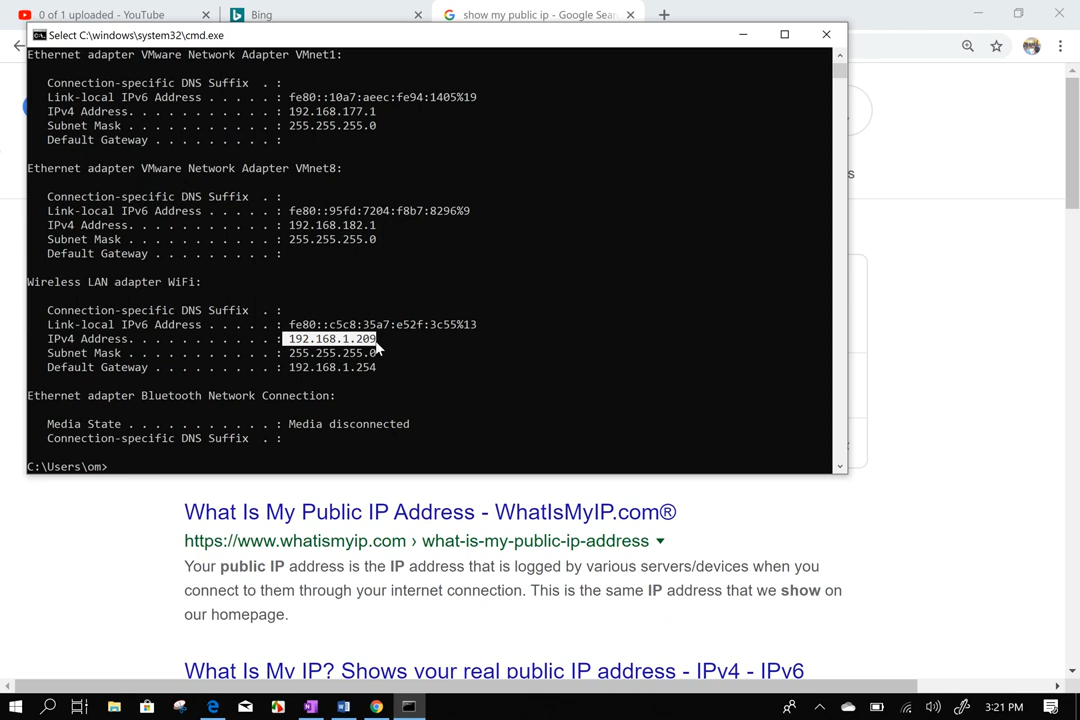 0 of 1 uploaded - YouTube
Bing
show my public ip - Google Sear
Select C:\windows\system32\cmd.exe
Ethernet adapter VMware Network Adapter VMnet1:
Connection-specific DNS Suffix . :
Link-local IPv6 Address . . . . . : fe80::10a7:aeec:fe94:1405%19
IPv4 Address. . . . . . . . . . . : 192.168.177.1
Subnet Mask . . . . . . . . . . . : 255.255.255.0
Default Gateway . . . . . . . . . :
Ethernet adapter VMware Network Adapter VMnet8:
Connection-specific DNS Suffix . :
Link-local IPv6 Address . . . . . : fe80::95fd:7204:f8b7:8296%9
IPv4 Address. . . . . . . . . . . : 192.168.182.1
Subnet Mask . . . . . . . . . . . : 255.255.255.0
Default Gateway . . . . . . . . . :
Wireless LAN adapter WiFi:
Connection-specific DNS Suffix . :
Link-local IPv6 Address . . . . . : fe80::c5c8:35a7:e52f:3c55%13
IPv4 Address. . . . . . . . . . . : 192.168.1.209
Subnet Mask . . . . . . . . . . . : 255.255.255.0
Default Gateway . . . . . . . . . : 192.168.1.254
Ethernet adapter Bluetooth Network Connection:
Media State . . . . . . . . . . . : Media disconnected
Connection-specific DNS Suffix . :
C:\Users\om>
s
What Is My Public IP Address - WhatIsMyIP.com®
https://www.whatismyip.com › what-is-my-public-ip-address
Your public IP address is the IP address that is logged by various servers/devices when you
connect to them through your internet connection. This is the same IP address that we show on
our homepage.
What Is My IP? Shows your real public IP address - IPv4 - IPv6
3:21 PM